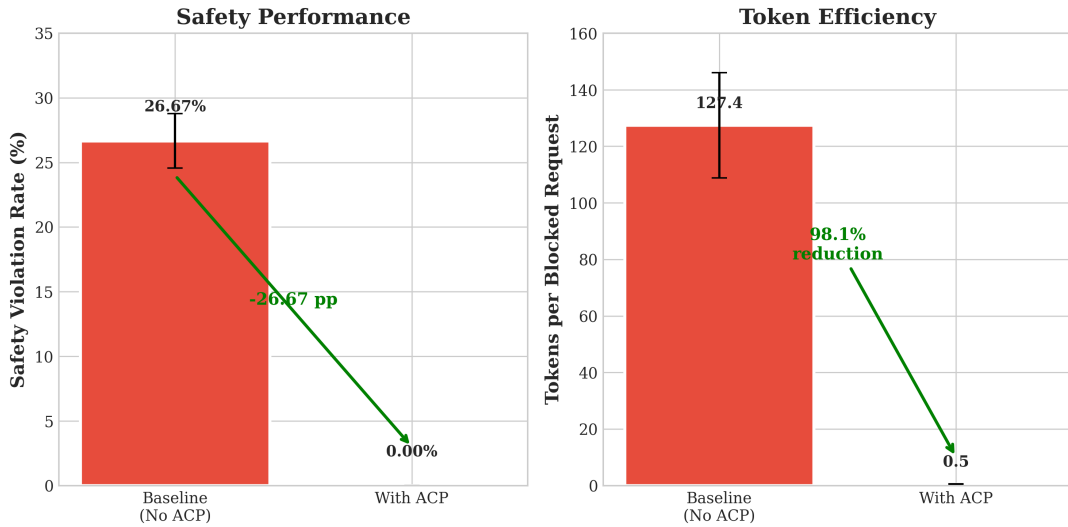 Safety Performance
Safety Violation Rate (%)
35
30
25
20
15
10
5
0
26.67%
-26.67 pp
0.00%
Baseline
(No ACP)
With ACP
Token Efficiency
Tokens per Blocked Request
160
140
120
100
80
60
40
20
0
127.4
98.1%
reduction
0.5
Baseline
(No ACP)
With ACP